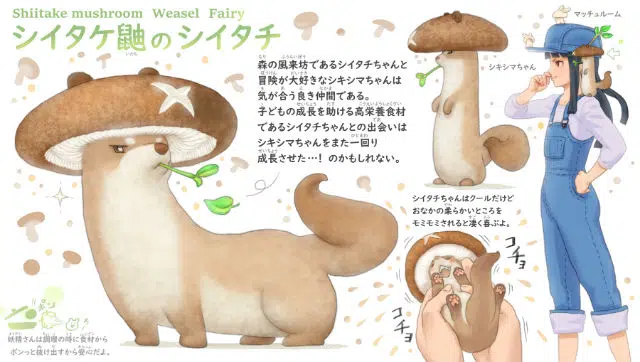 Shiitake mushroom Weasel Fairy
シイタケ鼬のシイタチ
いたち
森の風来坊であるシイタチちゃんと
冒険が大好きなシキシマちゃんは
気が合う良き仲間である。
子どもの成長を助ける高栄養食材
であるシイタチちゃんとの出会いは
シキシマちゃんをまた一回り
成長させた…！のかもしれない。
マッチュルーム
シキシマちゃん
シイタチちゃんはクールだけど
おなかの柔らかいところを
モミモミされると凄く喜ぶよ。
コチョ
コチョ
妖精さんは調理の時に食材から
ポンっと抜け出すから安心だよ。